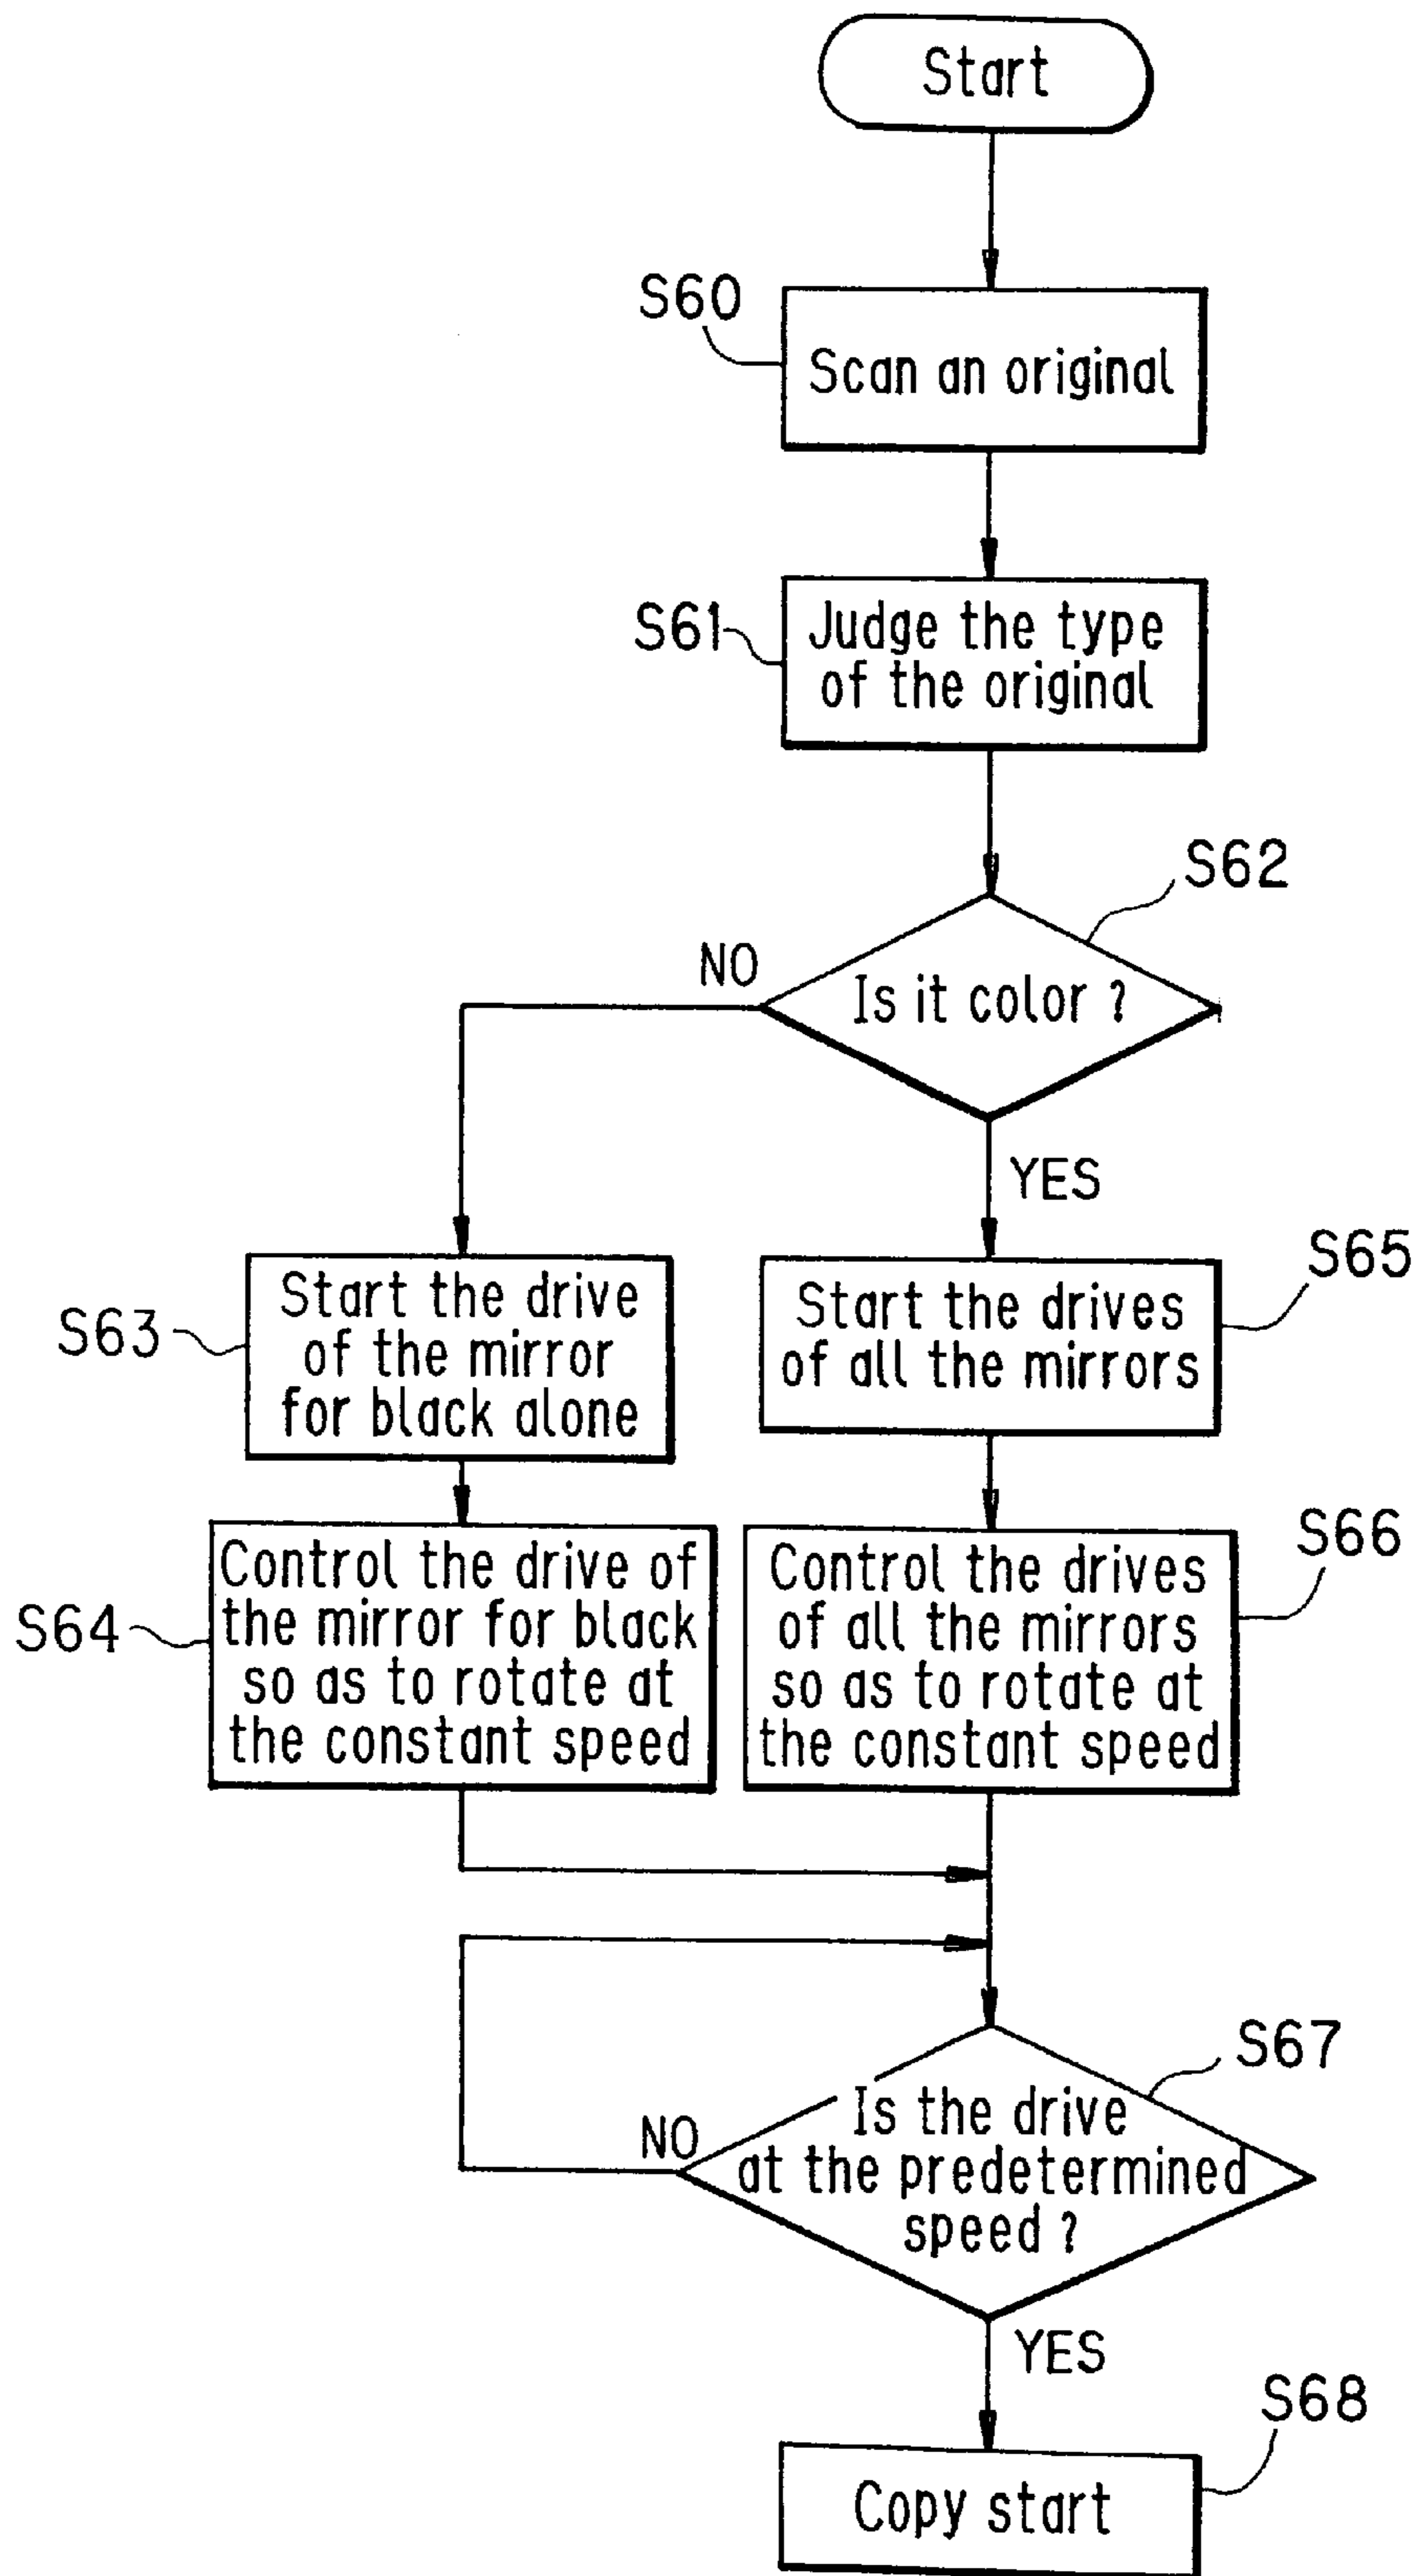 Start
S60
Scan an original
S61
Judge the type
of the original
S62
Is it color ?
NO
YES
S63
Start the drive
of the mirror
for black alone
S65
Start the drives
of all the mirrors
S64
Control the drive of
the mirror for black
so as to rotate at
the constant speed
S66
Control the drives
of all the mirrors
so as to rotate at
the constant speed
S67
Is the drive
at the predetermined
speed ?
NO
YES
S68
Copy start